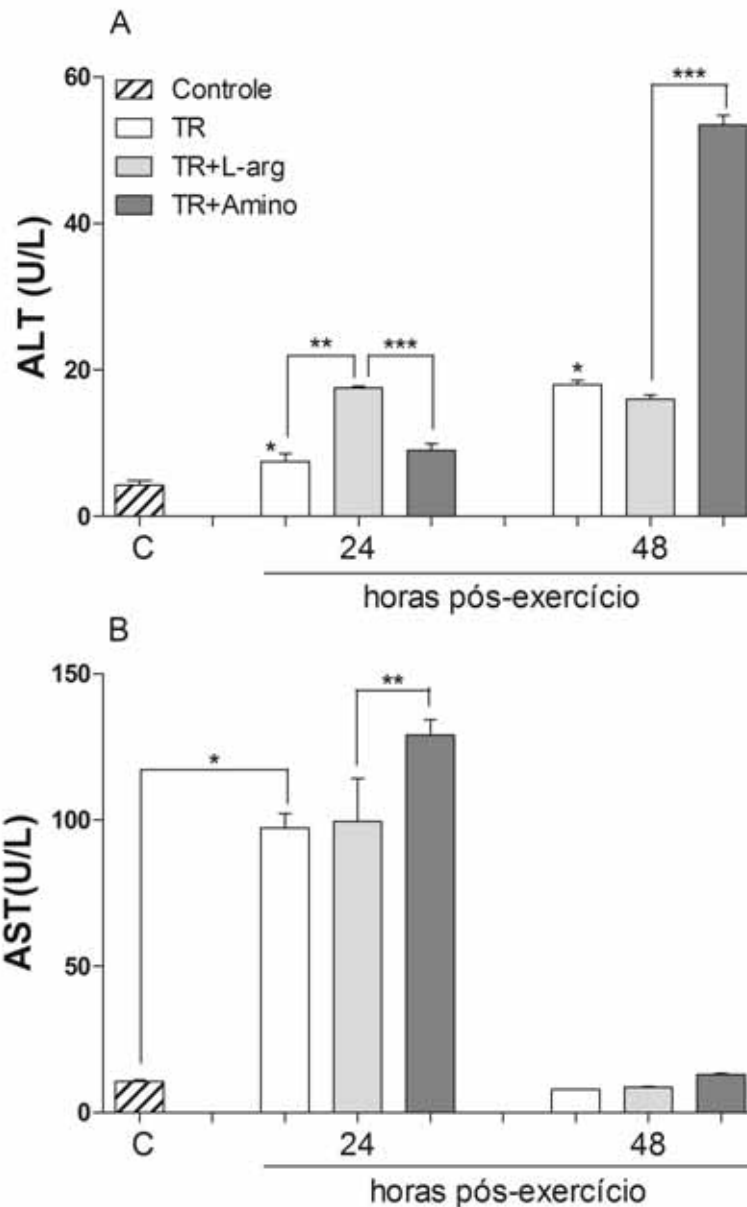 A
60
***
Controle
TR
TR+L-arg
TR+Amino
40
ALT (U/L)
** ***
20
*
*
0
C 24 48
horas pós-exercício
B
150
**
*
100
AST(U/L)
50
0
C 24 48
horas pós-exercício